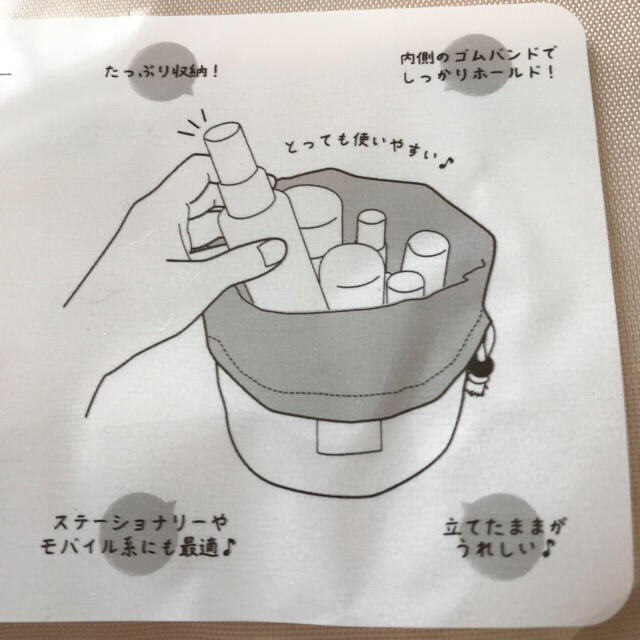 たっぷり収納！
内側のゴムバンドで
しっかりホールド！
とっても使いやすい♪
ステーショナリーや
モバイル系にも最適♪
立てたままが
うれしい♪